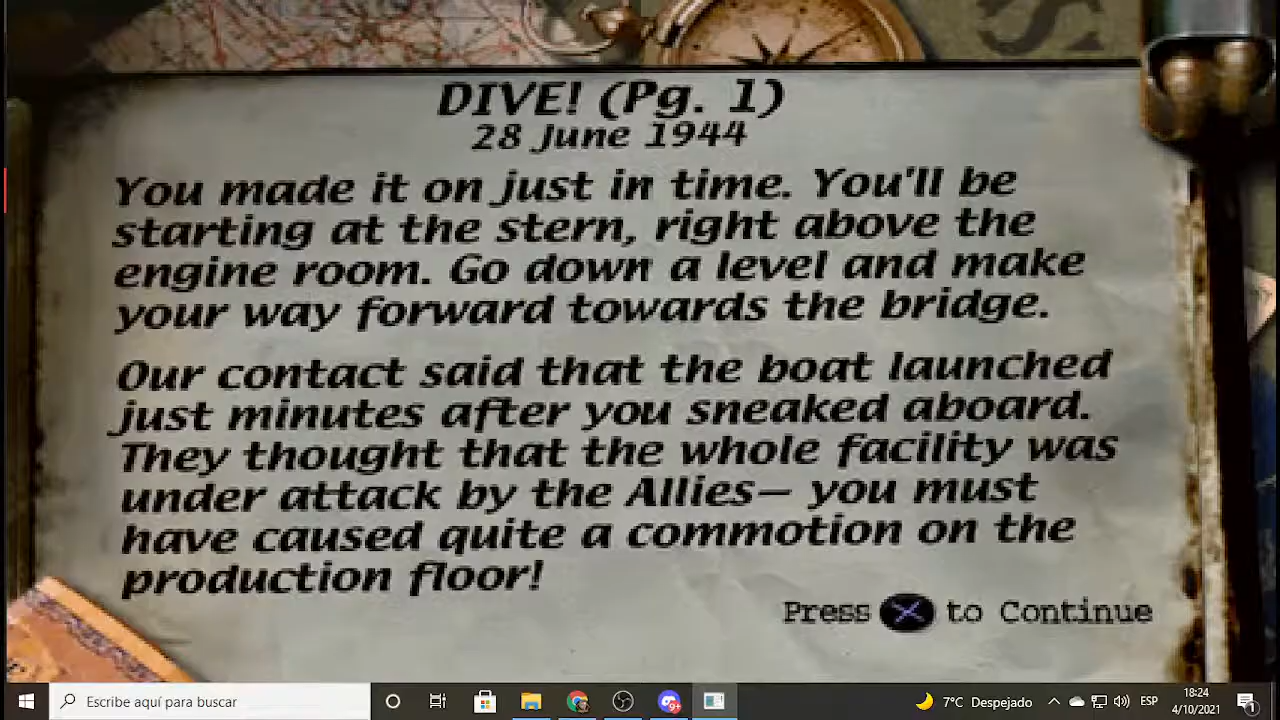 DIVE! (Pg. 1)
28 June 1944
You made it on just in time. You'll be
starting at the stern, right above the
engine room. Go down a level and make
your way forward towards the bridge.
Our contact said that the boat launched
just minutes after you sneaked aboard.
They thought that the whole facility was
under attack by the Allies— you must
have caused quite a commotion on the
production floor!
Press X to Continue
Escribe aquí para buscar
9+
7°C Despejado
ESP
18:24
4/10/2021
1